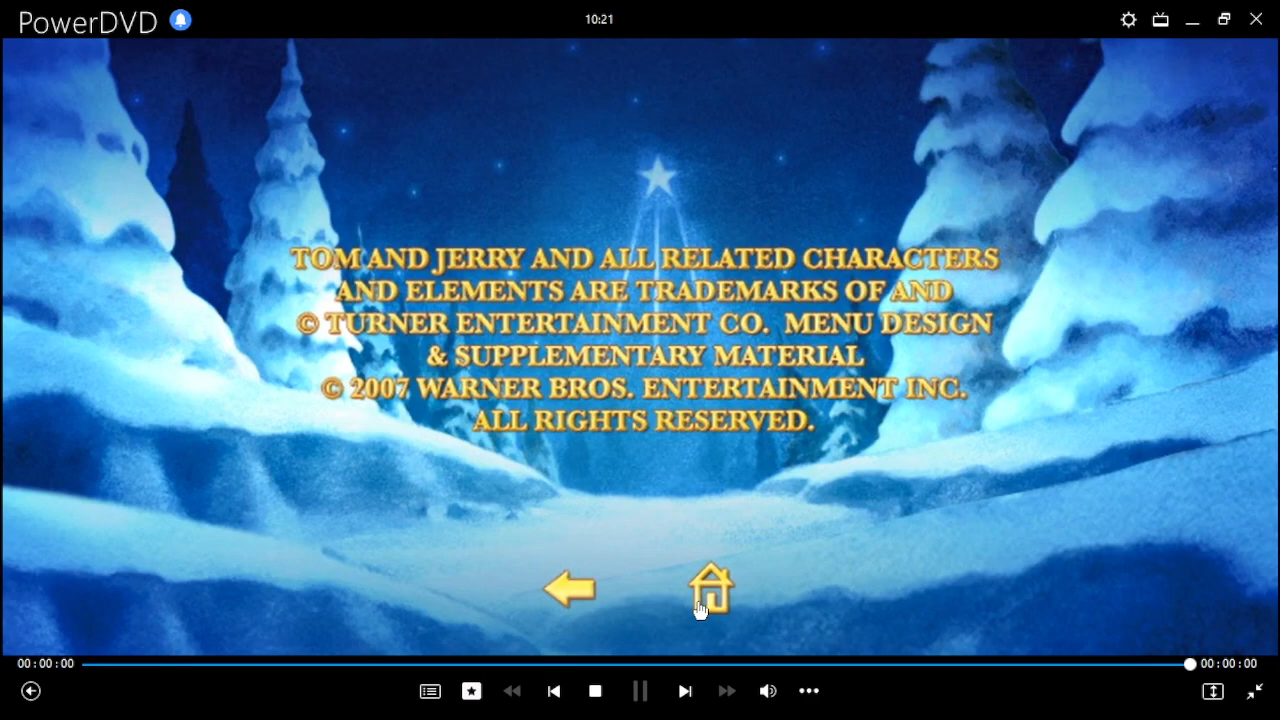 PowerDVD
10:21
TOM AND JERRY AND ALL RELATED CHARACTERS
AND ELEMENTS ARE TRADEMARKS OF AND
© TURNER ENTERTAINMENT CO. MENU DESIGN
& SUPPLEMENTARY MATERIAL
© 2007 WARNER BROS. ENTERTAINMENT INC.
ALL RIGHTS RESERVED.
00:00:00
00:00:00